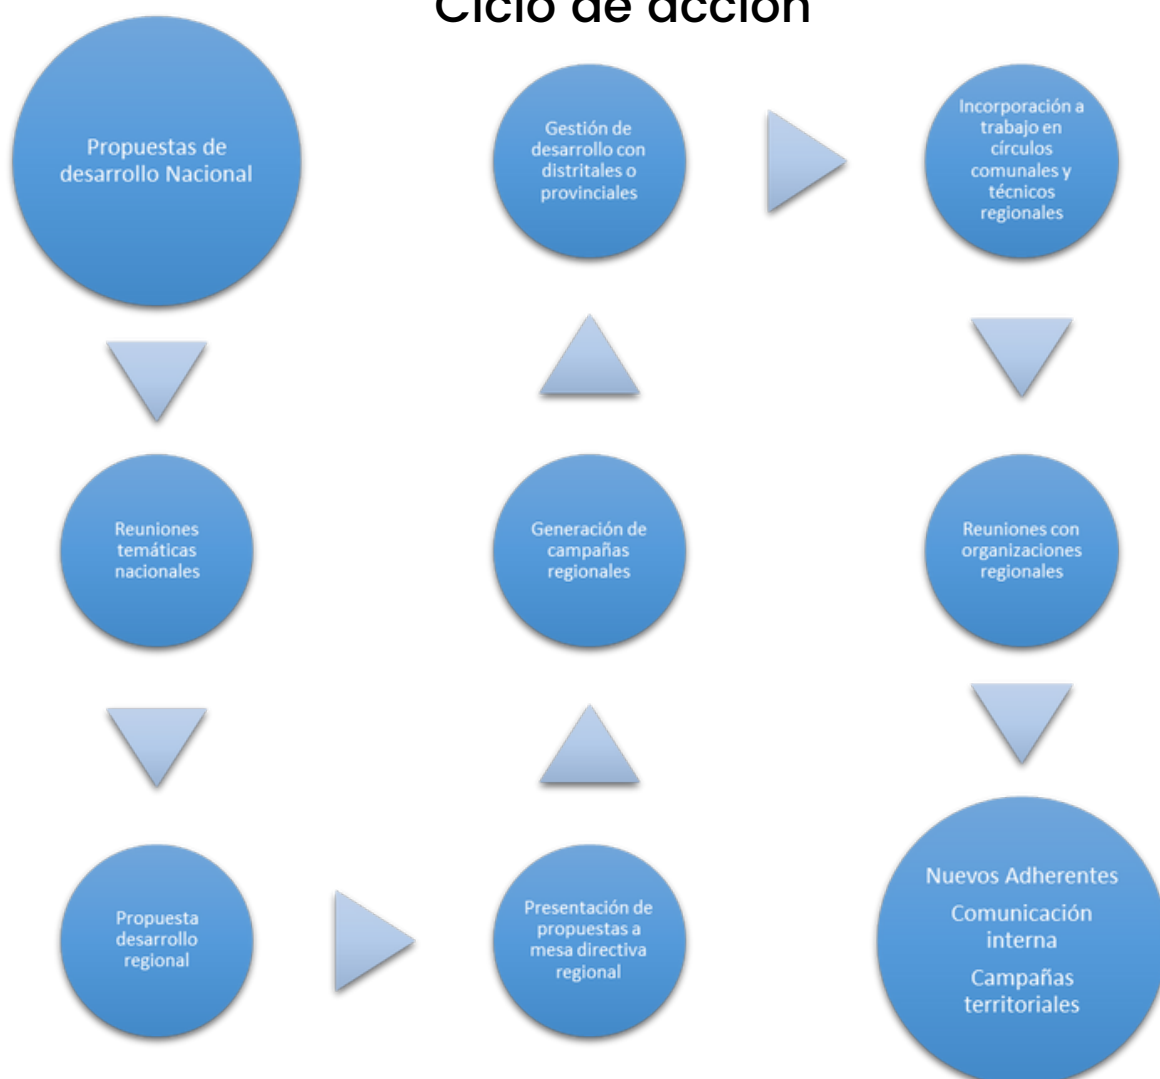 Ciclo de acción
Propuestas de
desarrollo Nacional
Reuniones
temáticas
nacionales
Propuesta
desarrollo
regional
Presentación de
propuestas a
mesa directiva
regional
Generación de
campañas
regionales
Gestión de
desarrollo con
distritales o
provinciales
Incorporación a
trabajo en
círculos
comunales y
técnicos
regionales
Reuniones con
organizaciones
regionales
Nuevos Adherentes
Comunicación
interna
Campañas
territoriales